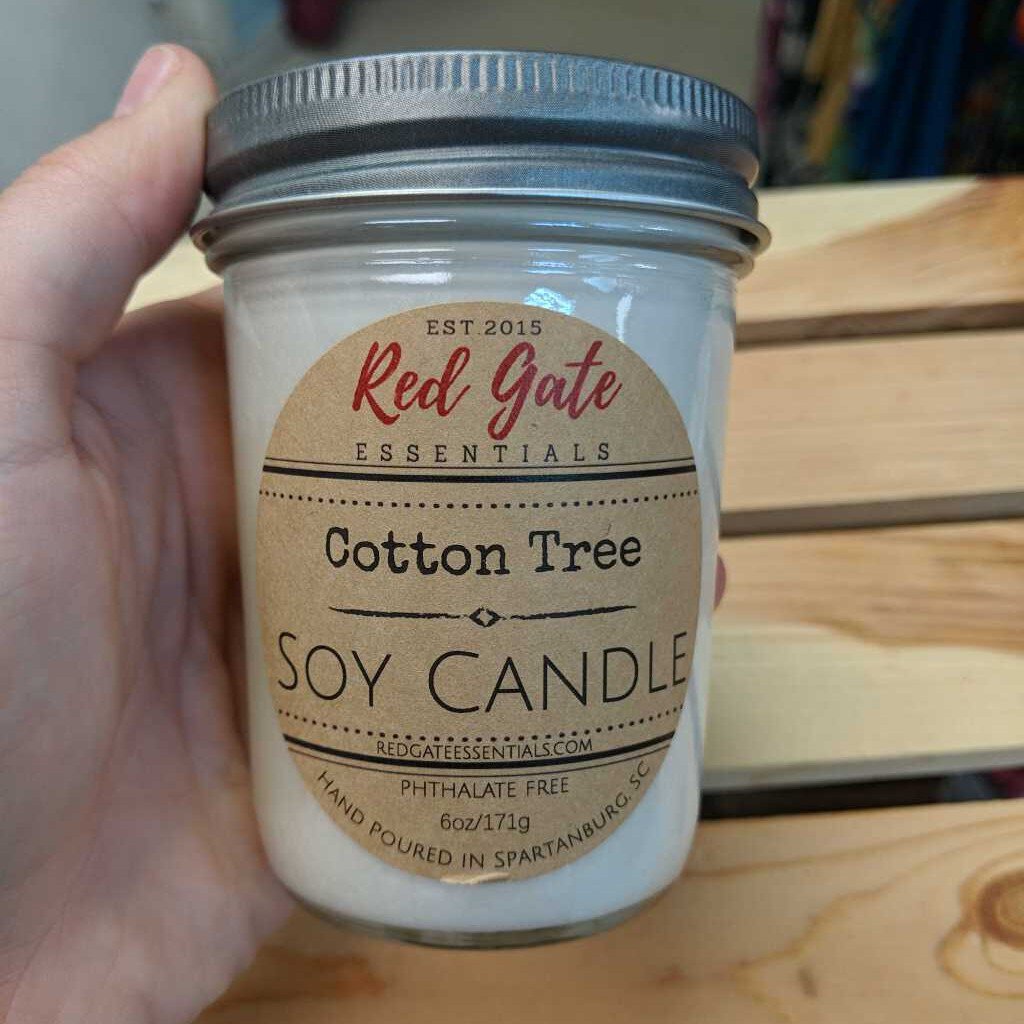 EST.2015
Red Gate
ESSENTIALS
Cotton Tree
SOY CANDLE
REDGATEESSENTIALS.COM
PHTHALATE FREE
6oz/171g
HAND POURED IN SPARTANBURG, SC